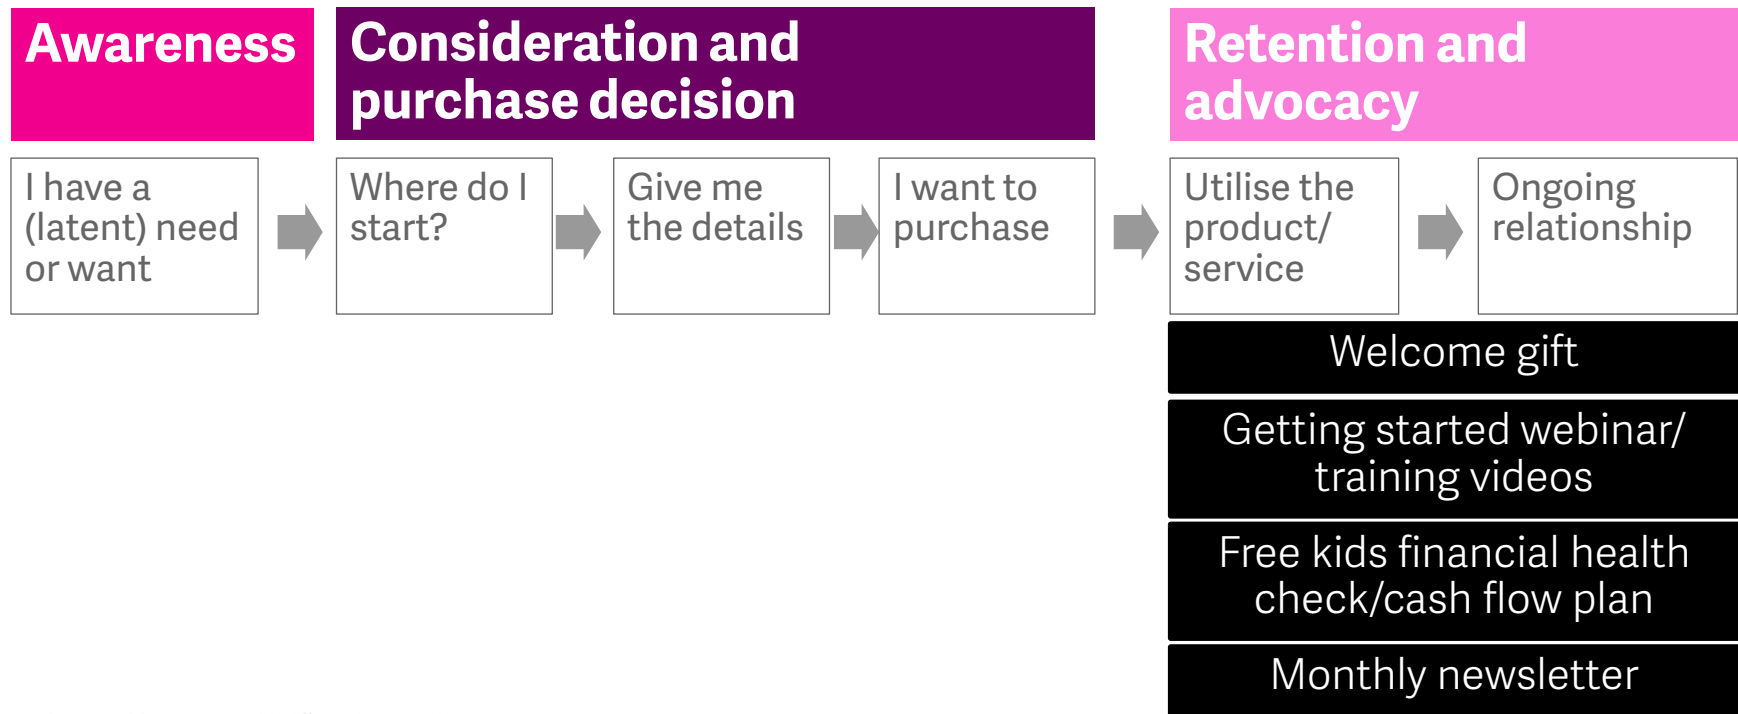 Awareness
Consideration and
purchase decision
Retention and
advocacy
I have a
(latent) need
or want
Where do I
start?
Give me
the details
I want to
purchase
Utilise the
product/
service
Ongoing
relationship
Welcome gift
Getting started webinar/
training videos
Free kids financial health
check/cash flow plan
Monthly newsletter